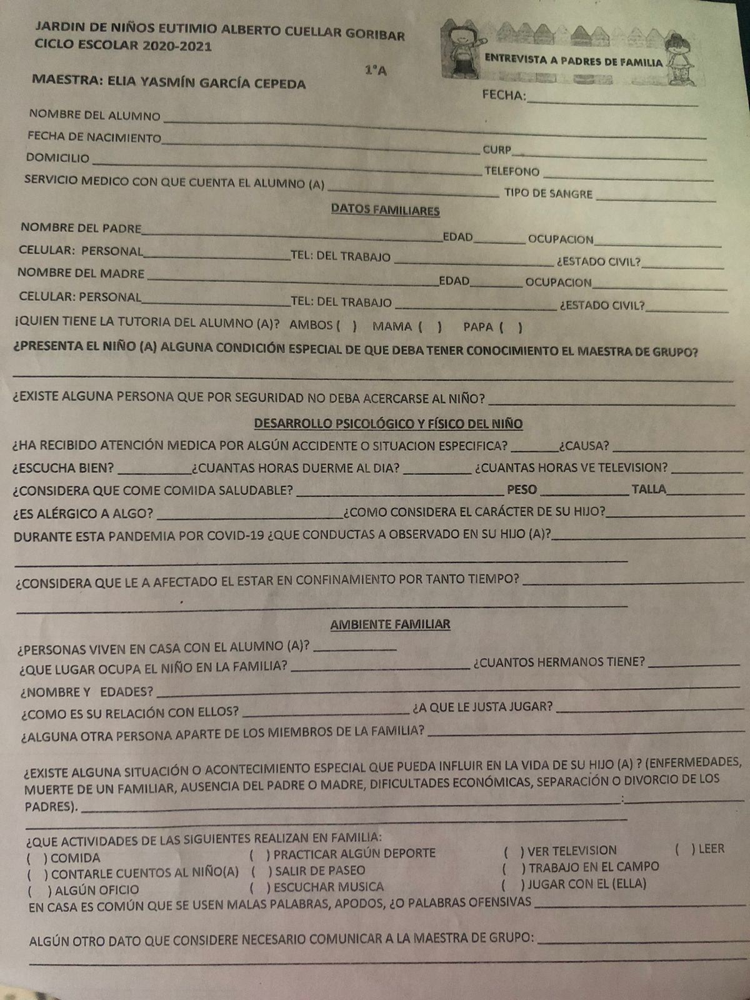 JARDIN DE NIÑOS EUTIMIO ALBERTO CUELLAR GORIBAR
CICLO ESCOLAR 2020-2021
ENTREVISTA A PADRES DE FAMILIA
1°A
MAESTRA: ELIA YASMÍN GARCÍA CEPEDA
FECHA:
NOMBRE DEL ALUMNO
FECHA DE NACIMIENTO CURP
DOMICILIO TELEFONO
SERVICIO MEDICO CON QUE CUENTA EL ALUMNO (A) TIPO DE SANGRE
DATOS FAMILIARES
NOMBRE DEL PADRE EDAD OCUPACION
CELULAR: PERSONAL TEL: DEL TRABAJO ¿ESTADO CIVIL?
NOMBRE DEL MADRE EDAD OCUPACION
CELULAR: PERSONAL TEL: DEL TRABAJO ¿ESTADO CIVIL?
¡QUIEN TIENE LA TUTORIA DEL ALUMNO (A)? AMBOS ( ) MAMA ( ) PAPA ( )
¿PRESENTA EL NIÑO (A) ALGUNA CONDICIÓN ESPECIAL DE QUE DEBA TENER CONOCIMIENTO EL MAESTRA DE GRUPO?
¿EXISTE ALGUNA PERSONA QUE POR SEGURIDAD NO DEBA ACERCARSE AL NIÑO?
DESARROLLO PSICOLÓGICO Y FÍSICO DEL NIÑO
¿HA RECIBIDO ATENCIÓN MEDICA POR ALGÚN ACCIDENTE O SITUACION ESPECIFICA? ¿CAUSA?
¿ESCUCHA BIEN? ¿CUANTAS HORAS DUERME AL DIA? ¿CUANTAS HORAS VE TELEVISION?
¿CONSIDERA QUE COME COMIDA SALUDABLE? PESO TALLA
¿ES ALÉRGICO A ALGO? ¿COMO CONSIDERA EL CARÁCTER DE SU HIJO?
DURANTE ESTA PANDEMIA POR COVID-19 ¿QUE CONDUCTAS A OBSERVADO EN SU HIJO (A)?
¿CONSIDERA QUE LE A AFECTADO EL ESTAR EN CONFINAMIENTO POR TANTO TIEMPO?
AMBIENTE FAMILIAR
¿PERSONAS VIVEN EN CASA CON EL ALUMNO (A)?
¿QUE LUGAR OCUPA EL NIÑO EN LA FAMILIA? ¿CUANTOS HERMANOS TIENE?
¿NOMBRE Y EDADES?
¿COMO ES SU RELACIÓN CON ELLOS? ¿A QUE LE JUSTA JUGAR?
¿ALGUNA OTRA PERSONA APARTE DE LOS MIEMBROS DE LA FAMILIA?
¿EXISTE ALGUNA SITUACIÓN O ACONTECIMIENTO ESPECIAL QUE PUEDA INFLUIR EN LA VIDA DE SU HIJO (A) ? (ENFERMEDADES,
MUERTE DE UN FAMILIAR, AUSENCIA DEL PADRE O MADRE, DIFICULTADES ECONÓMICAS, SEPARACIÓN O DIVORCIO DE LOS
PADRES). :
¿QUE ACTIVIDADES DE LAS SIGUIENTES REALIZAN EN FAMILIA:
( ) COMIDA ( ) PRACTICAR ALGÚN DEPORTE ( ) VER TELEVISION ( ) LEER
( ) CONTARLE CUENTOS AL NIÑO(A) ( ) SALIR DE PASEO ( ) TRABAJO EN EL CAMPO
( ) ALGÚN OFICIO ( ) ESCUCHAR MUSICA ( ) JUGAR CON EL (ELLA)
EN CASA ES COMÚN QUE SE USEN MALAS PALABRAS, APODOS, ¿O PALABRAS OFENSIVAS
ALGÚN OTRO DATO QUE CONSIDERE NECESARIO COMUNICAR A LA MAESTRA DE GRUPO: